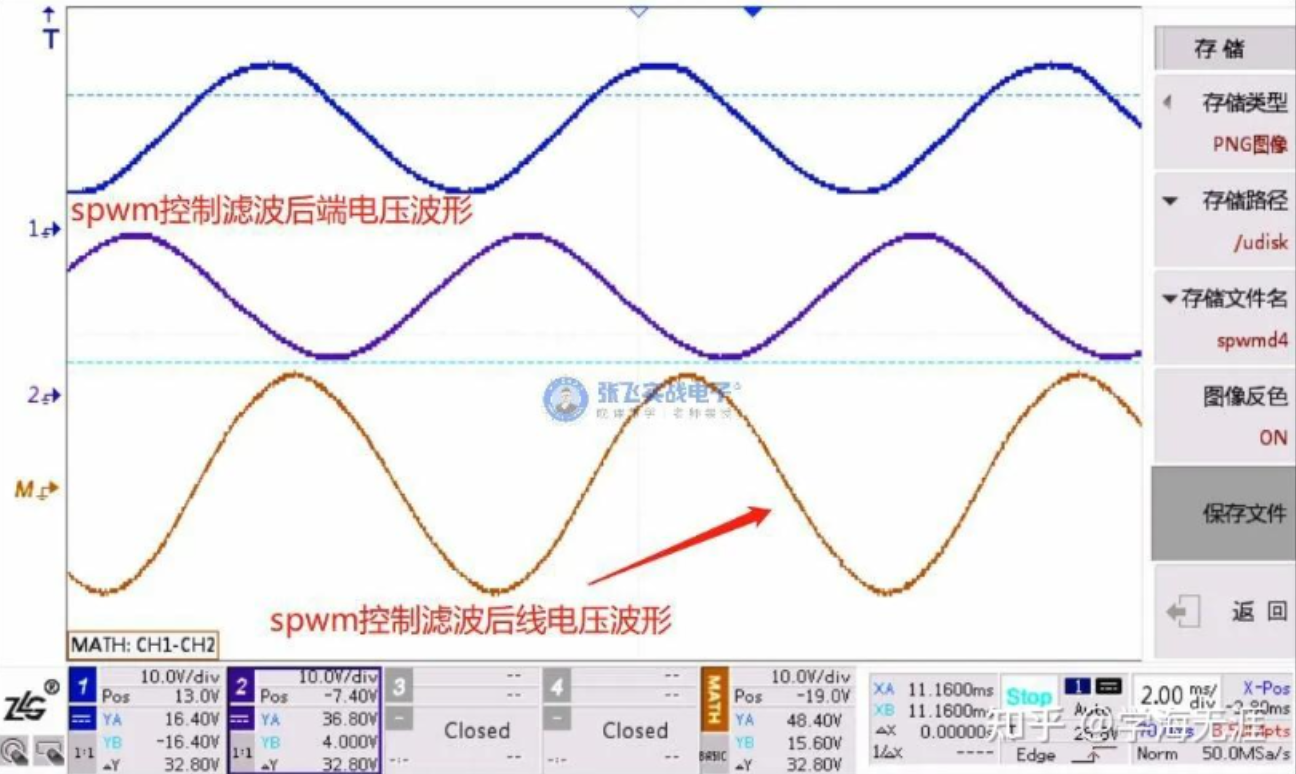 T
存 储
存储类型
PNG图像
存储路径
/udisk
存储文件名
spwmd4
图像反色
ON
保存文件
返 回
spwm控制滤波后端电压波形
1
2
张飞实战电子
M
spwm控制滤波后线电压波形
MATH: CH1-CH2
ZLG®
1
10.0V/div
Pos 13.0V
YA 16.40V
YB -16.40V
1:1
△Y 32.80V
2
10.0V/div
Pos -7.40V
YA 36.80V
YB 4.000V
1:1
△Y 32.80V
3
--
--
Closed
-:-
--
4
--
--
Closed
-:-
--
MATH
10.0V/div
Pos -19.0V
YA 48.40V
YB 15.60V
BASIC
△Y 32.80V
XA 11.1600ms
XB 11.1600ms
△X 0.00000
1/△X ----
Stop
1
Auto
Edge
2.00 ms/div
X-Pos
-2.80ms
Norm 50.0MSa/s
知乎 @学海无涯